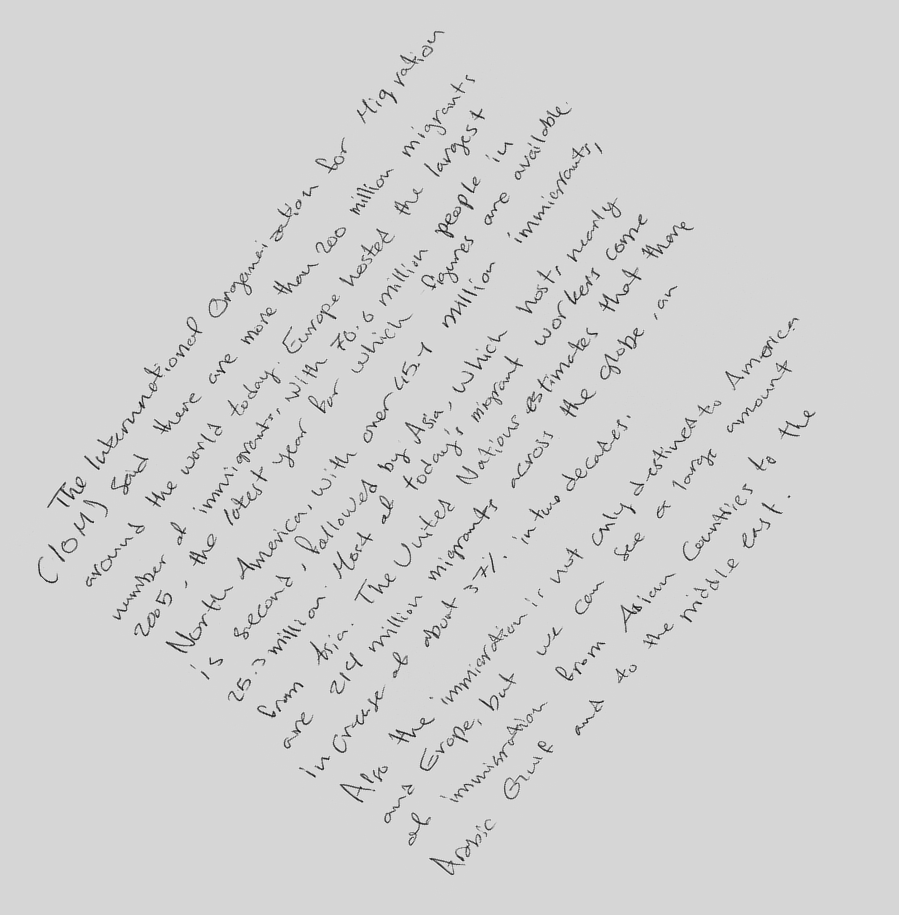 The International Organaization for Migration
(IOM) said there are more than 200 million migrants
around the world today. Europe hosted the largest
number of immigrants, with 70.6 million people in
2005, the latest year for which figures are available.
North America, with over 45.1 million immigrants,
is second, followed by Asia, which host, nearly
25.3 million. Most of today's migrant workers come
from Asia. The United Nations estimates that there
are 214 million migrants across the globe, an
increase of about 37% in two decades.
Also the immigration is not only destined to America
and Europe, but we can see a large amount
of immigration from Asian Countries to the
Arabic Gulf and to the middle east.